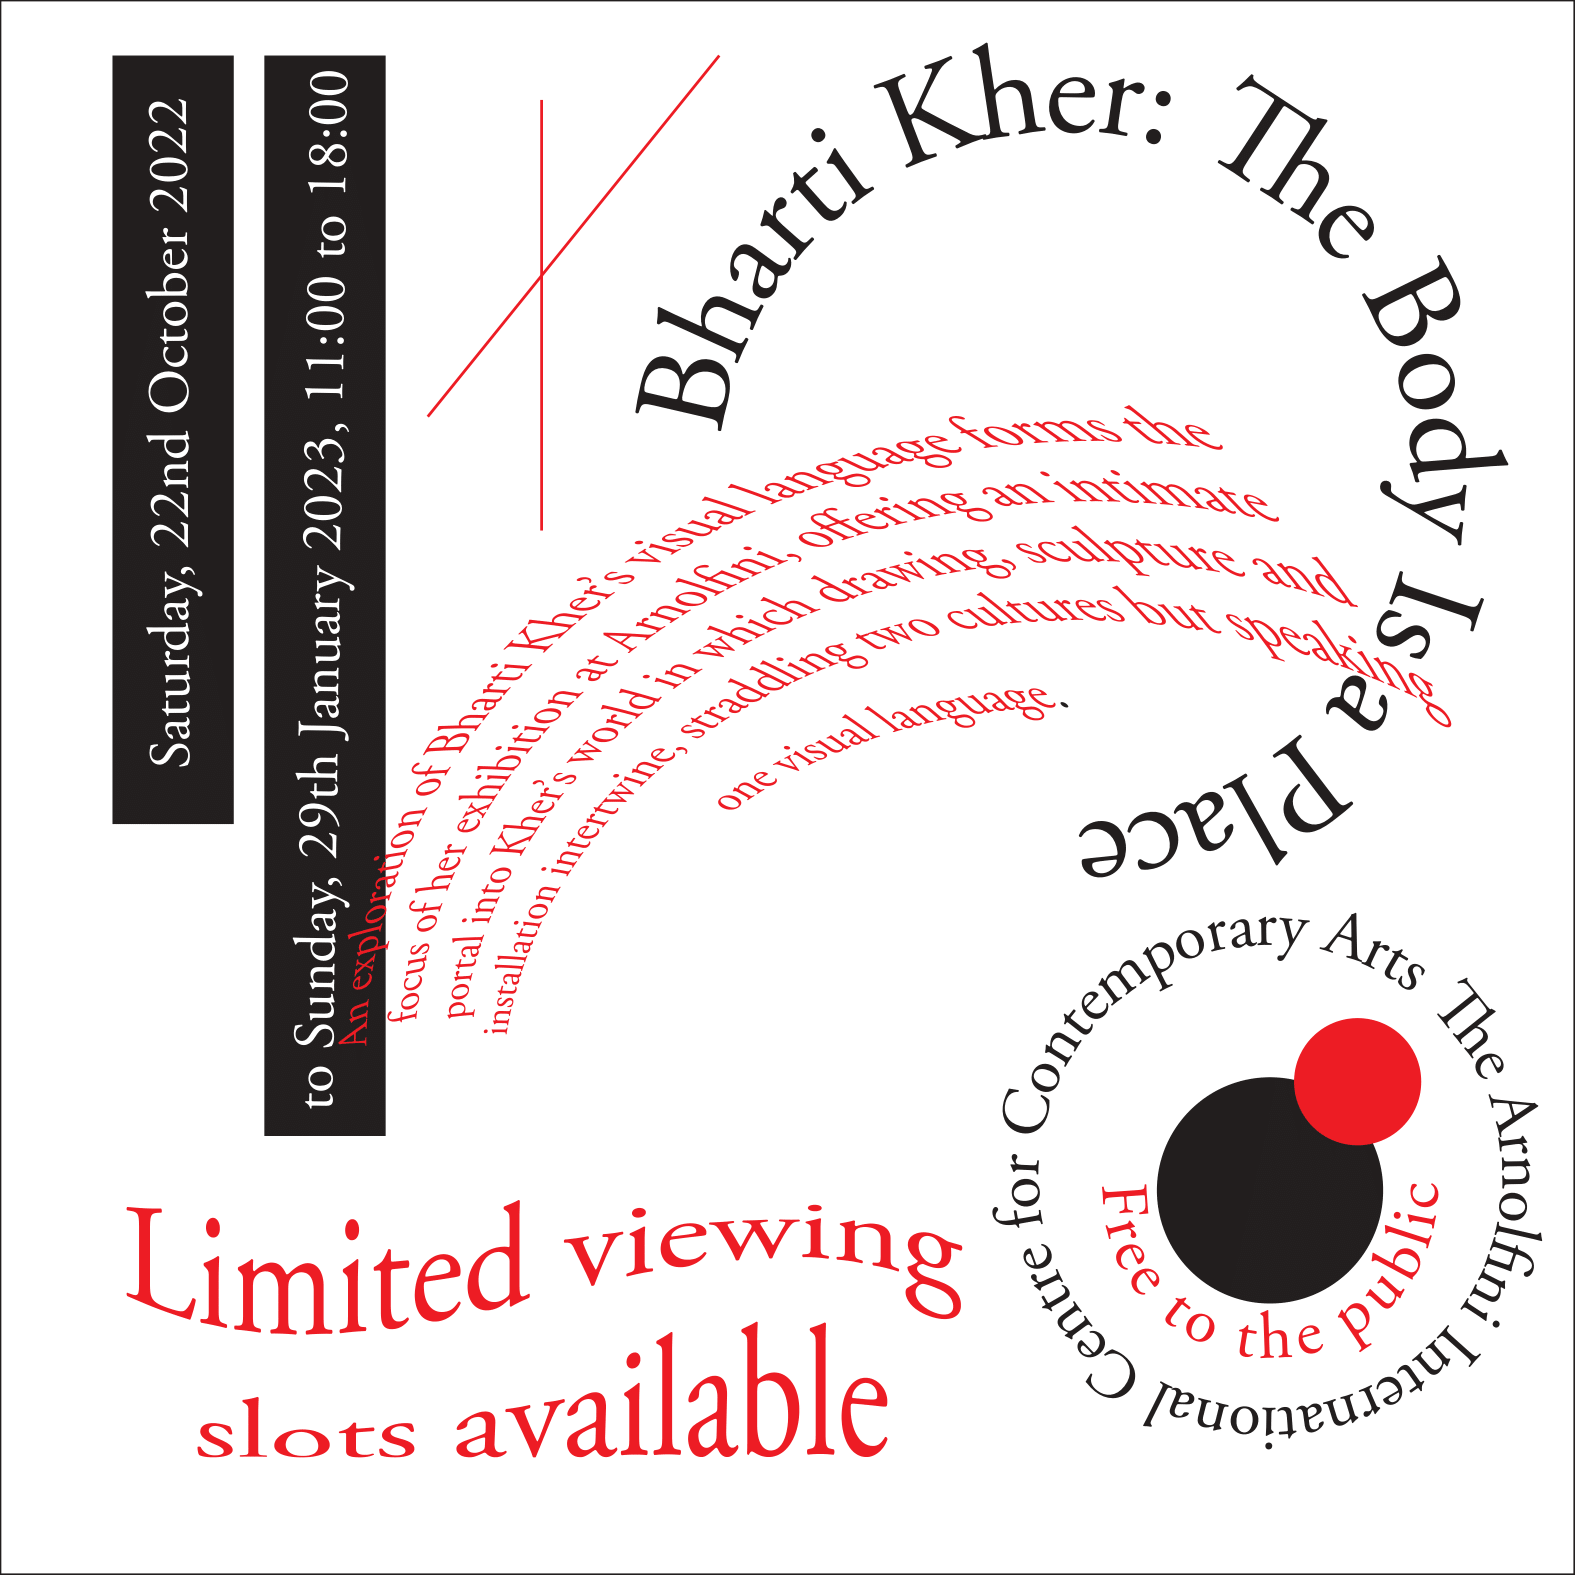 Saturday, 22nd October 2022
to Sunday, 29th January 2023, 11:00 to 18:00
Bharti Kher: The Body Is a Place
An exploration of Bharti Kher’s visual language forms the
focus of her exhibition at Arnolfini, offering an intimate
portal into Kher’s world in which drawing, sculpture and
installation intertwine, straddling two cultures but speaking
one visual language.
The Arnolfini International Centre for Contemporary Arts
Free to the public
Limited viewing
slots available